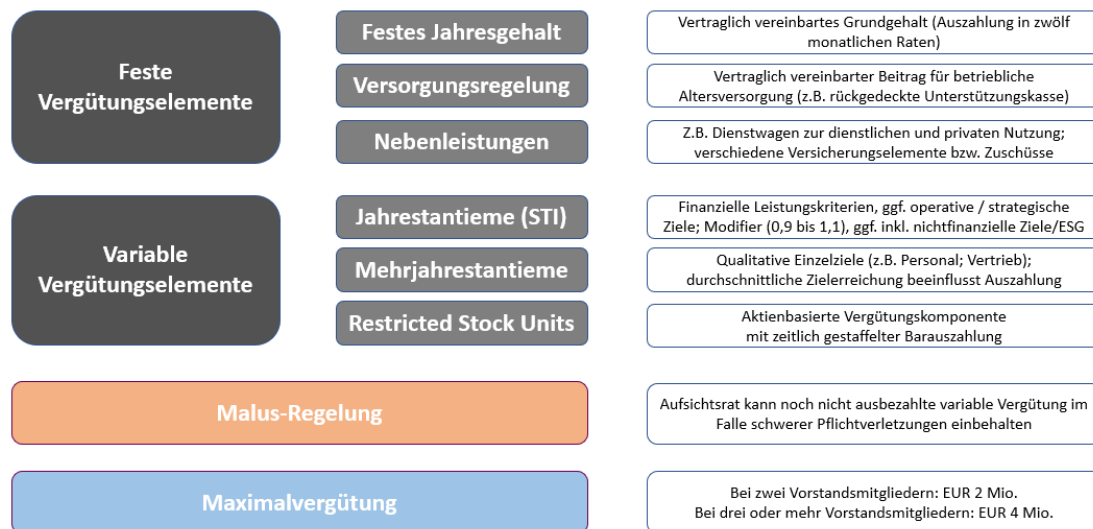 Feste
Vergütungselemente
Festes Jahresgehalt
Vertraglich vereinbartes Grundgehalt (Auszahlung in zwölf
monatlichen Raten)
Versorgungsregelung
Vertraglich vereinbarter Beitrag für betriebliche
Altersversorgung (z.B. rückgedeckte Unterstützungskasse)
Nebenleistungen
Z.B. Dienstwagen zur dienstlichen und privaten Nutzung;
verschiedene Versicherungselemente bzw. Zuschüsse
Variable
Vergütungselemente
Jahrestantieme (STI)
Finanzielle Leistungskriterien, ggf. operative / strategische
Ziele; Modifier (0,9 bis 1,1), ggf. inkl. nichtfinanzielle Ziele/ESG
Mehrjahrestantieme
Qualitative Einzelziele (z.B. Personal; Vertrieb);
durchschnittliche Zielerreichung beeinflusst Auszahlung
Restricted Stock Units
Aktienbasierte Vergütungskomponente
mit zeitlich gestaffelter Barauszahlung
Malus-Regelung
Aufsichtsrat kann noch nicht ausbezahlte variable Vergütung im
Falle schwerer Pflichtverletzungen einbehalten
Maximalvergütung
Bei zwei Vorstandsmitgliedern: EUR 2 Mio.
Bei drei oder mehr Vorstandsmitgliedern: EUR 4 Mio.